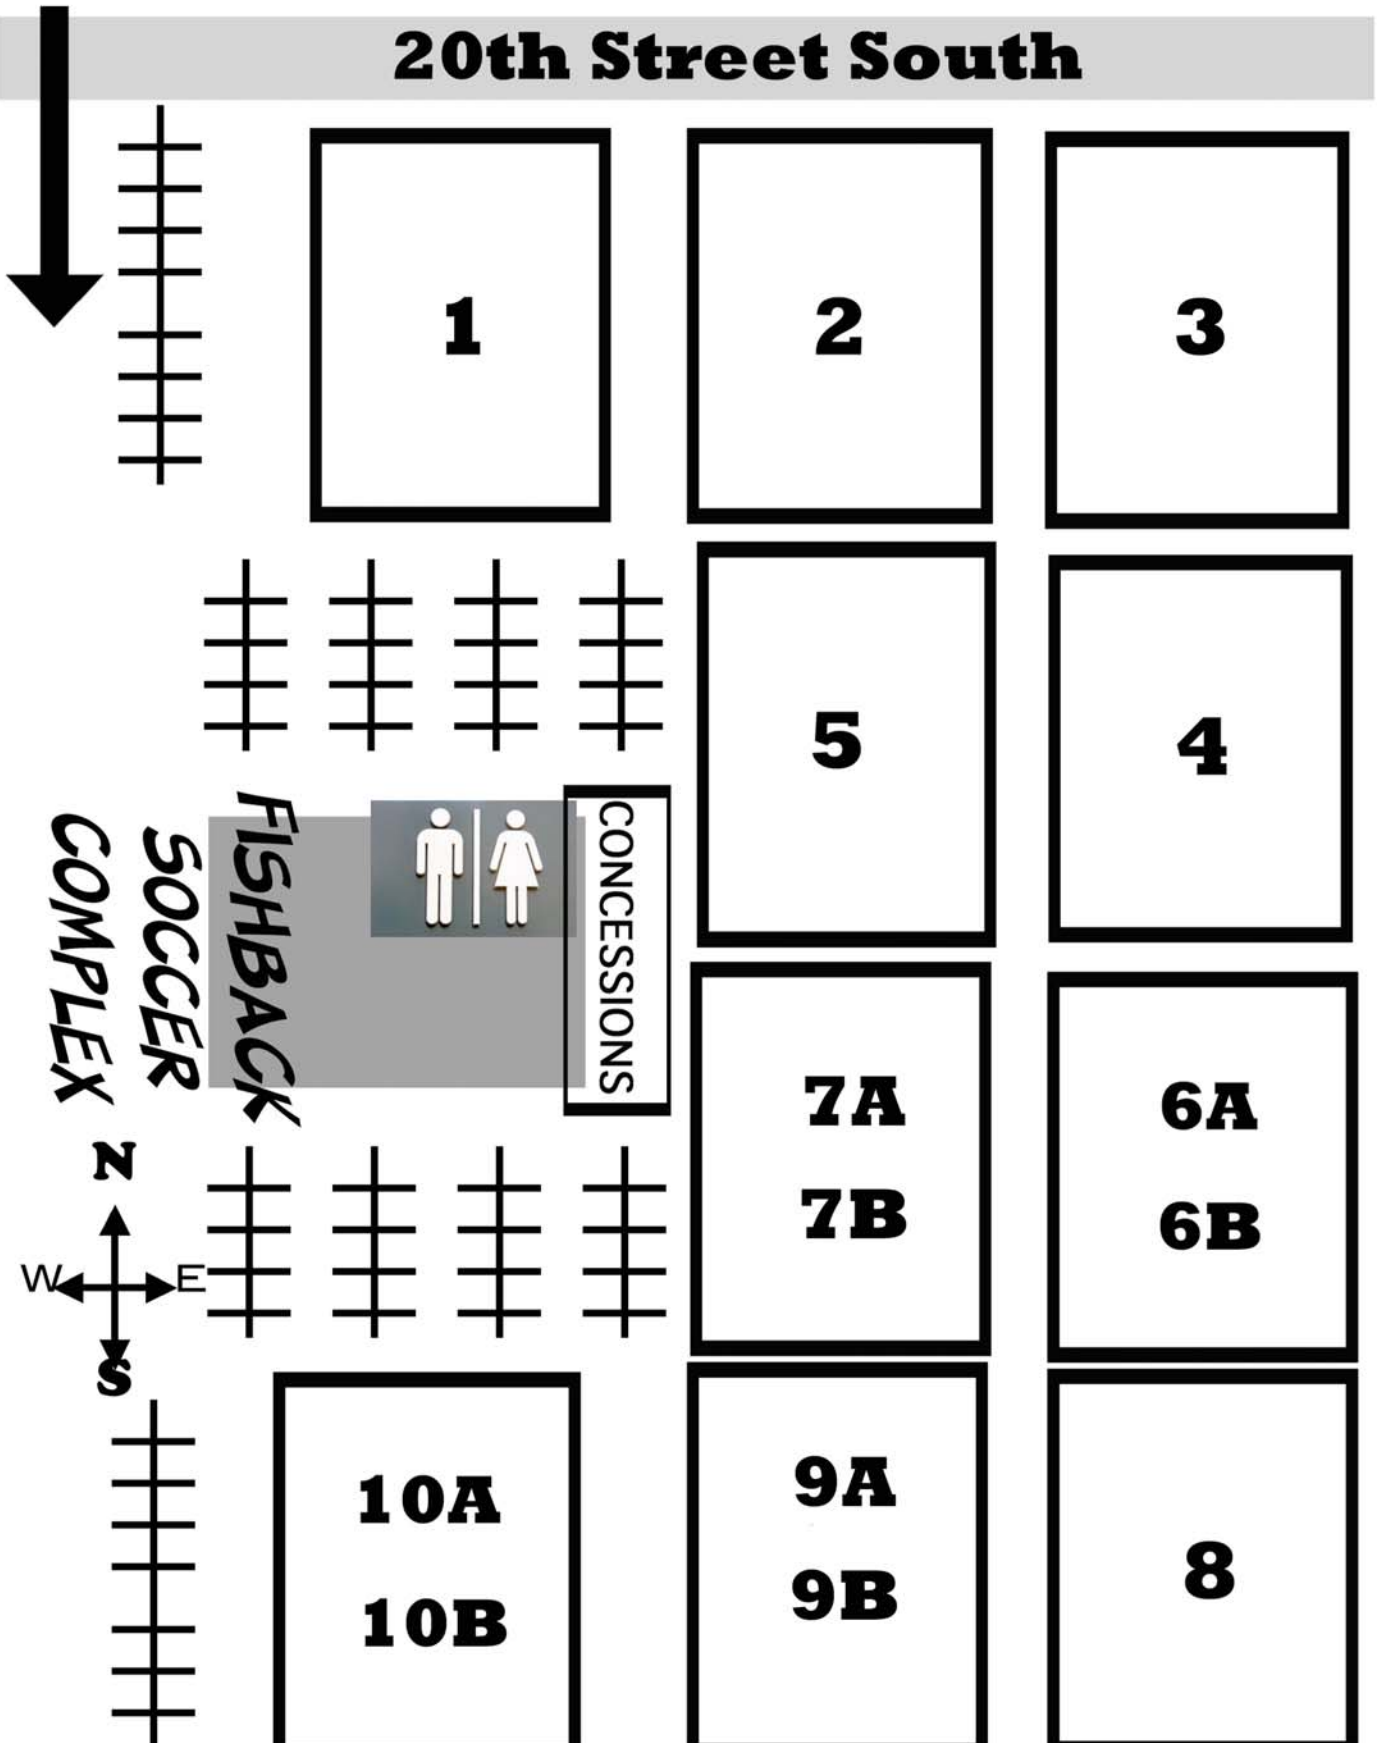 20th Street South
1
2
3
5
4
FISHBACK
SOCCER
COMPLEX
CONCESSIONS
7A
7B
6A
6B
N
W
E
S
10A
10B
9A
9B
8